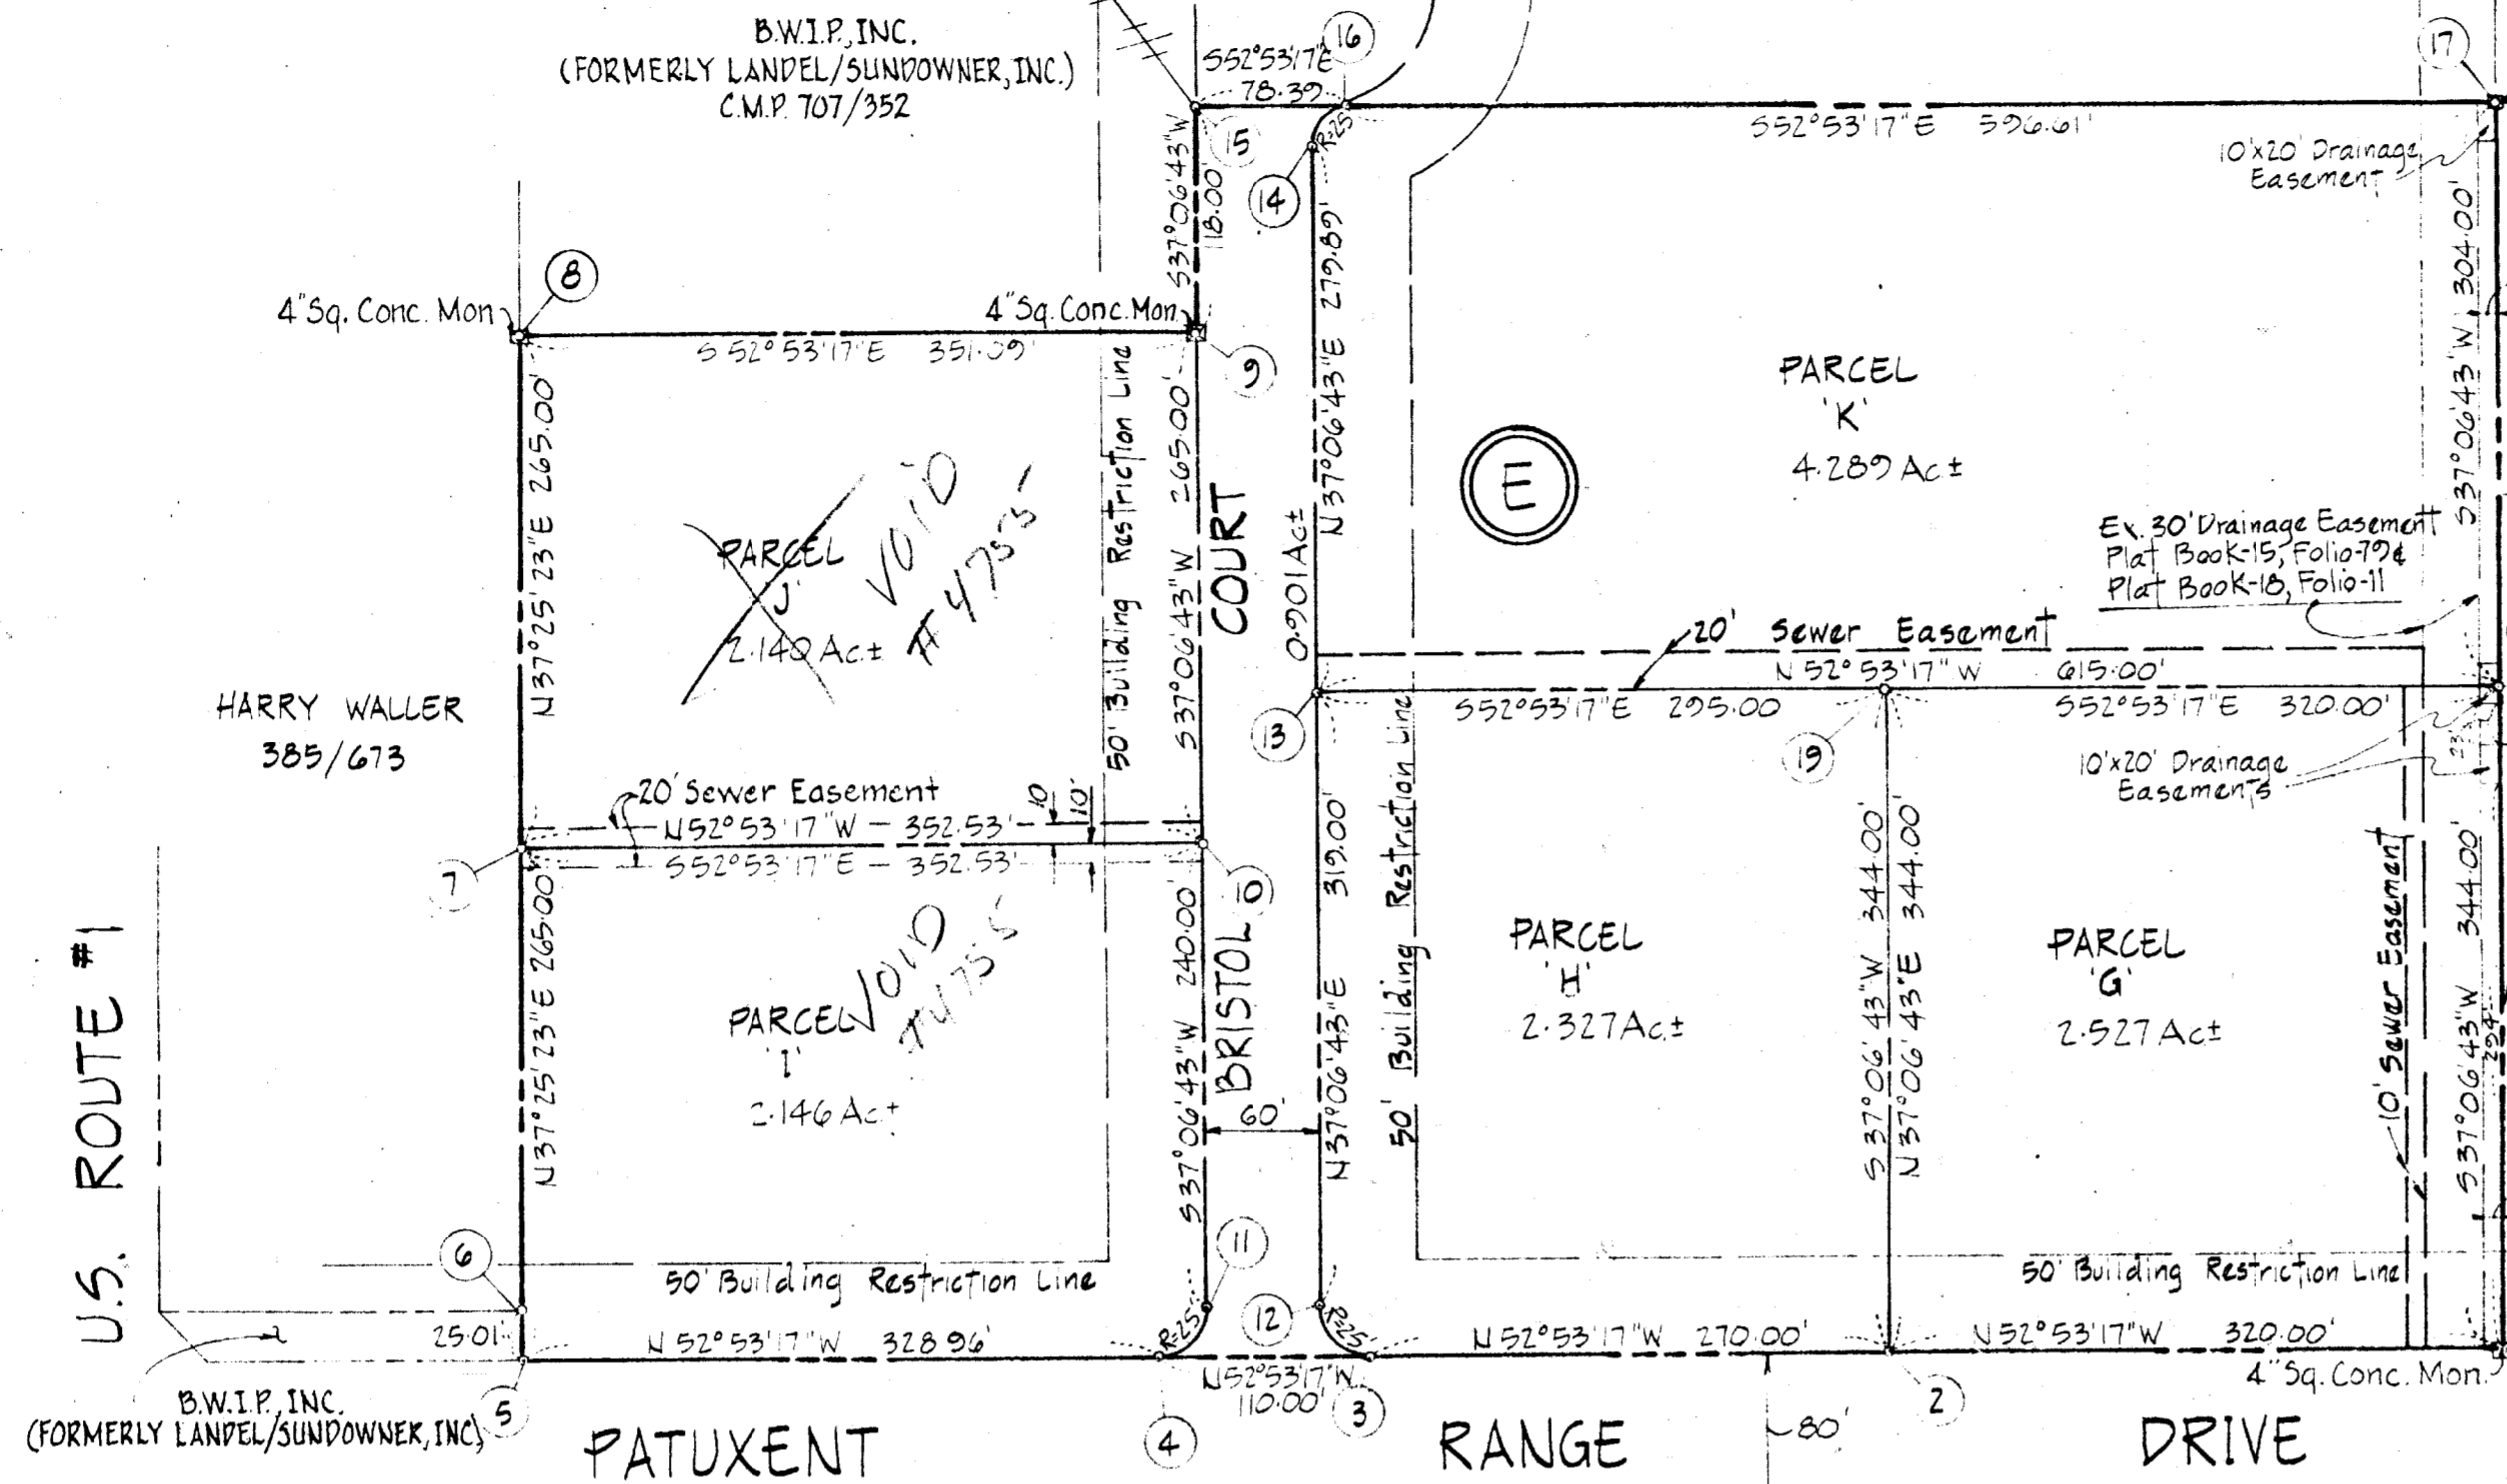 B.W.I.P., INC.
(FORMERLY LANDEL/SUNDOWNER, INC.)
C.M.P. 707/352
S52°53'17"E
78.39
16
17
S52°53'17"E 596.61'
10'x20' Drainage
Easement
R=25
15
14
S37°06'43"W
118.00'
8
4"Sq. Conc. Mon
4"Sq. Conc. Mon.
S 52°53'17"E 351.09'
9
N37°25'23"E 265.00'
PARCEL
'J'
2.140 Ac.±
VOID
# 4755
50' Building Restriction Line
S37°06'43"W 265.00'
COURT
0.901 Ac±
N37°06'43"E 279.89'
E
PARCEL
'K'
4.289 Ac±
S37°06'43"W 304.00'
Ex. 30' Drainage Easement
Plat Book-15, Folio-79 &
Plat Book-18, Folio-11
20' Sewer Easement
N 52°53'17"W 615.00'
S52°53'17"E 295.00
S52°53'17"E 320.00'
13
19
10'x20' Drainage
Easements
23'
HARRY WALLER
385/673
20' Sewer Easement
10'
10'
N52°53'17"W - 352.53'
S52°53'17"E - 352.53'
7
10
U.S. ROUTE #1
N37°25'23"E 265.00'
PARCEL
'I'
2.146 Ac±
VOID
#4755
S37°06'43"W 240.00'
BRISTOL
60'
N37°06'43"E 319.00'
50' Building Restriction Line
PARCEL
'H'
2.327 Ac.±
S37°06'43"W 344.00'
N37°06'43"E 344.00'
PARCEL
'G'
2.527 Ac±
10' Sewer Easement
S37°06'43"W 344.00'
294'
6
11
12
50' Building Restriction Line
50' Building Restriction Line
25.01'
N 52°53'17"W 328.96'
R=25
R=25
N52°53'17"W 270.00'
N52°53'17"W 320.00'
N52°53'17"W
110.00'
4"Sq. Conc. Mon.
B.W.I.P., INC.
(FORMERLY LANDEL/SUNDOWNER, INC)
5
4
3
2
80'
PATUXENT RANGE DRIVE